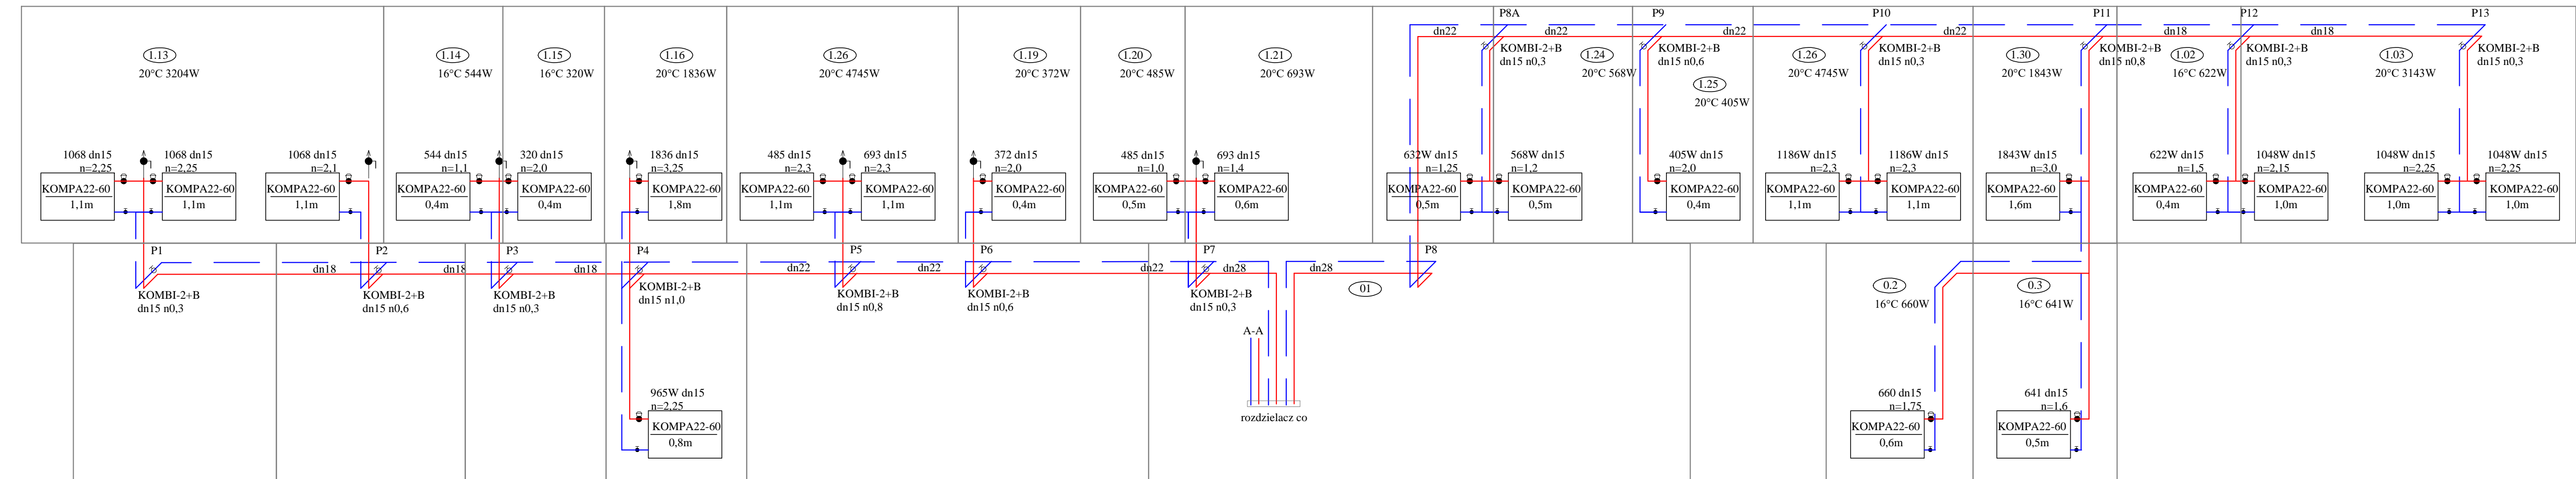 P8A
P9
P10
P11
P12
P13
dn22
dn22
dn22
dn22
dn18
dn18
1.13
20°C 3204W
1.14
16°C 544W
1.15
16°C 320W
1.16
20°C 1836W
1.26
20°C 4745W
1.19
20°C 372W
1.20
20°C 485W
1.21
20°C 693W
KOMBI-2+B
dn15 n0,3
1.24
20°C 568W
KOMBI-2+B
dn15 n0,6
1.25
20°C 405W
1.26
20°C 4745W
KOMBI-2+B
dn15 n0,3
1.30
20°C 1843W
KOMBI-2+B
dn15 n0,8
1.02
16°C 622W
KOMBI-2+B
dn15 n0,3
1.03
20°C 3143W
KOMBI-2+B
dn15 n0,3
1068 dn15
n=2,25
KOMPA22-60
1,1m
1068 dn15
n=2,25
KOMPA22-60
1,1m
1068 dn15
n=2,1
KOMPA22-60
1,1m
544 dn15
n=1,1
KOMPA22-60
0,4m
320 dn15
n=2,0
KOMPA22-60
0,4m
1836 dn15
n=3,25
KOMPA22-60
1,8m
485 dn15
n=2,3
KOMPA22-60
1,1m
693 dn15
n=2,3
KOMPA22-60
1,1m
372 dn15
n=2,0
KOMPA22-60
0,4m
485 dn15
n=1,0
KOMPA22-60
0,5m
693 dn15
n=1,4
KOMPA22-60
0,6m
632W dn15
n=1,25
KOMPA22-60
0,5m
568W dn15
n=1,2
KOMPA22-60
0,5m
405W dn15
n=2,0
KOMPA22-60
0,4m
1186W dn15
n=2,3
KOMPA22-60
1,1m
1186W dn15
n=2,3
KOMPA22-60
1,1m
1843W dn15
n=3,0
KOMPA22-60
1,6m
622W dn15
n=1,5
KOMPA22-60
0,4m
1048W dn15
n=2,15
KOMPA22-60
1,0m
1048W dn15
n=2,25
KOMPA22-60
1,0m
1048W dn15
n=2,25
KOMPA22-60
1,0m
P1
P2
P3
P4
P5
P6
P7
P8
dn18
dn18
dn18
dn22
dn22
dn22
dn28
dn28
KOMBI-2+B
dn15 n0,3
KOMBI-2+B
dn15 n0,6
KOMBI-2+B
dn15 n0,3
KOMBI-2+B
dn15 n1,0
KOMBI-2+B
dn15 n0,8
KOMBI-2+B
dn15 n0,6
KOMBI-2+B
dn15 n0,3
01
0.2
16°C 660W
0.3
16°C 641W
A-A
rozdzielacz co
965W dn15
n=2,25
KOMPA22-60
0,8m
660 dn15
n=1,75
KOMPA22-60
0,6m
641 dn15
n=1,6
KOMPA22-60
0,5m